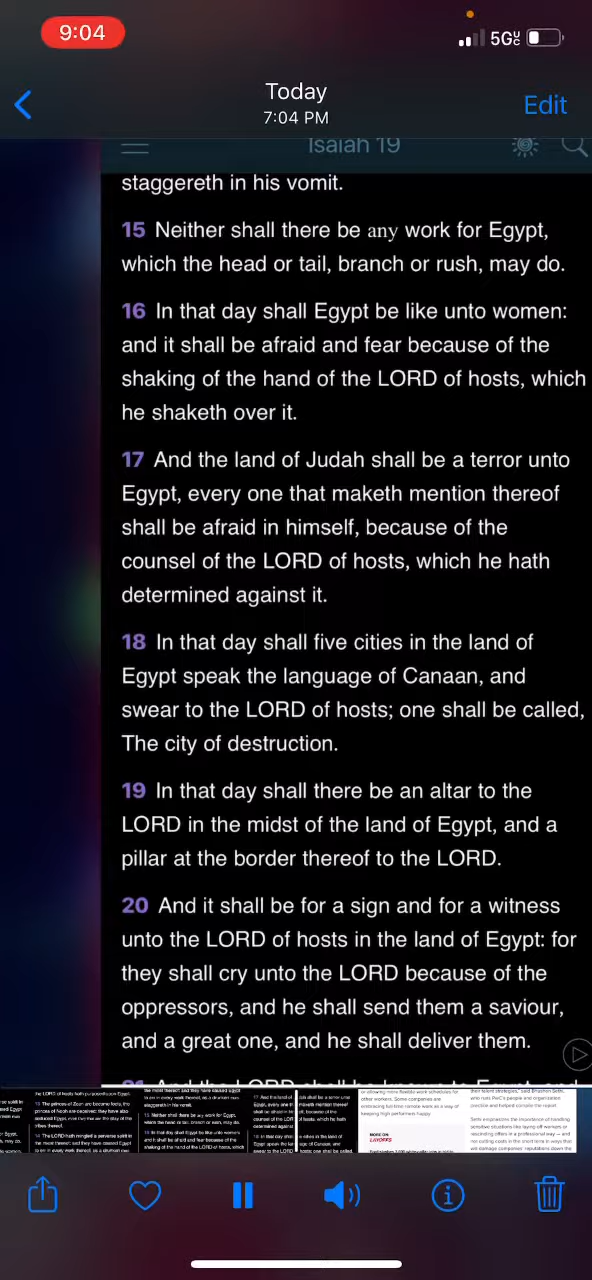 9:04
5G
Today
7:04 PM
Edit
Isaiah 19
staggereth in his vomit.
15 Neither shall there be any work for Egypt,
which the head or tail, branch or rush, may do.
16 In that day shall Egypt be like unto women:
and it shall be afraid and fear because of the
shaking of the hand of the LORD of hosts, which
he shaketh over it.
17 And the land of Judah shall be a terror unto
Egypt, every one that maketh mention thereof
shall be afraid in himself, because of the
counsel of the LORD of hosts, which he hath
determined against it.
18 In that day shall five cities in the land of
Egypt speak the language of Canaan, and
swear to the LORD of hosts; one shall be called,
The city of destruction.
19 In that day shall there be an altar to the
LORD in the midst of the land of Egypt, and a
pillar at the border thereof to the LORD.
20 And it shall be for a sign and for a witness
unto the LORD of hosts in the land of Egypt: for
they shall cry unto the LORD because of the
oppressors, and he shall send them a saviour,
and a great one, and he shall deliver them.